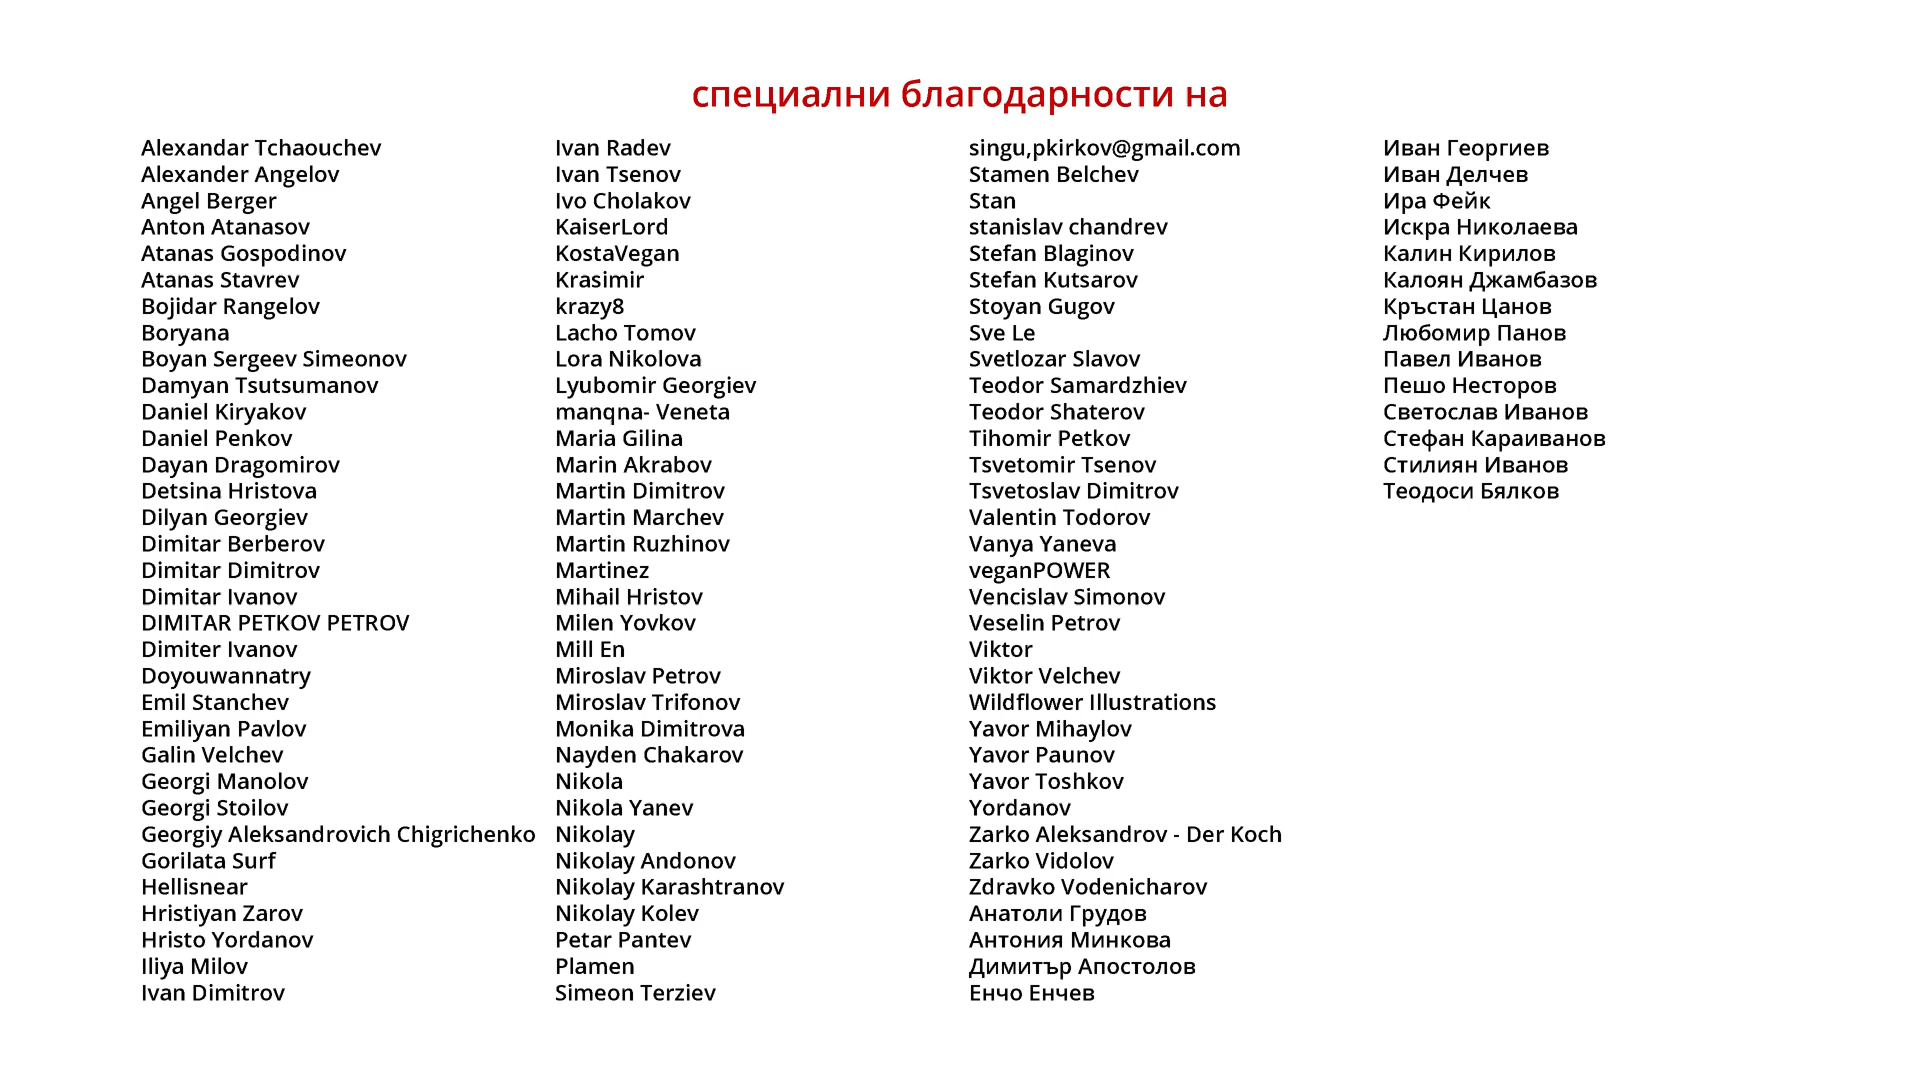 специални благодарности на
Alexandar Tchaouchev
Alexander Angelov
Angel Berger
Anton Atanasov
Atanas Gospodinov
Atanas Stavrev
Bojidar Rangelov
Boryana
Boyan Sergeev Simeonov
Damyan Tsutsumanov
Daniel Kiryakov
Daniel Penkov
Dayan Dragomirov
Detsina Hristova
Dilyan Georgiev
Dimitar Berberov
Dimitar Dimitrov
Dimitar Ivanov
DIMITAR PETKOV PETROV
Dimiter Ivanov
Doyouwannatry
Emil Stanchev
Emiliyan Pavlov
Galin Velchev
Georgi Manolov
Georgi Stoilov
Georgiy Aleksandrovich Chigrichenko
Gorilata Surf
Hellisnear
Hristiyan Zarov
Hristo Yordanov
Iliya Milov
Ivan Dimitrov
Ivan Radev
Ivan Tsenov
Ivo Cholakov
KaiserLord
KostaVegan
Krasimir
krazy8
Lacho Tomov
Lora Nikolova
Lyubomir Georgiev
manqna- Veneta
Maria Gilina
Marin Akrabov
Martin Dimitrov
Martin Marchev
Martin Ruzhinov
Martinez
Mihail Hristov
Milen Yovkov
Mill En
Miroslav Petrov
Miroslav Trifonov
Monika Dimitrova
Nayden Chakarov
Nikola
Nikola Yanev
Nikolay
Nikolay Andonov
Nikolay Karashtranov
Nikolay Kolev
Petar Pantev
Plamen
Simeon Terziev
singu,pkirkov@gmail.com
Stamen Belchev
Stan
stanislav chandrev
Stefan Blaginov
Stefan Kutsarov
Stoyan Gugov
Sve Le
Svetlozar Slavov
Teodor Samardzhiev
Teodor Shaterov
Tihomir Petkov
Tsvetomir Tsenov
Tsvetoslav Dimitrov
Valentin Todorov
Vanya Yaneva
veganPOWER
Vencislav Simonov
Veselin Petrov
Viktor
Viktor Velchev
Wildflower Illustrations
Yavor Mihaylov
Yavor Paunov
Yavor Toshkov
Yordanov
Zarko Aleksandrov - Der Koch
Zarko Vidolov
Zdravko Vodenicharov
Анатоли Грудов
Антония Минкова
Димитър Апостолов
Енчо Енчев
Иван Георгиев
Иван Делчев
Ира Фейк
Искра Николаева
Калин Кирилов
Калоян Джамбазов
Кръстан Цанов
Любомир Панов
Павел Иванов
Пешо Несторов
Светослав Иванов
Стефан Караиванов
Стилиян Иванов
Теодоси Бялков